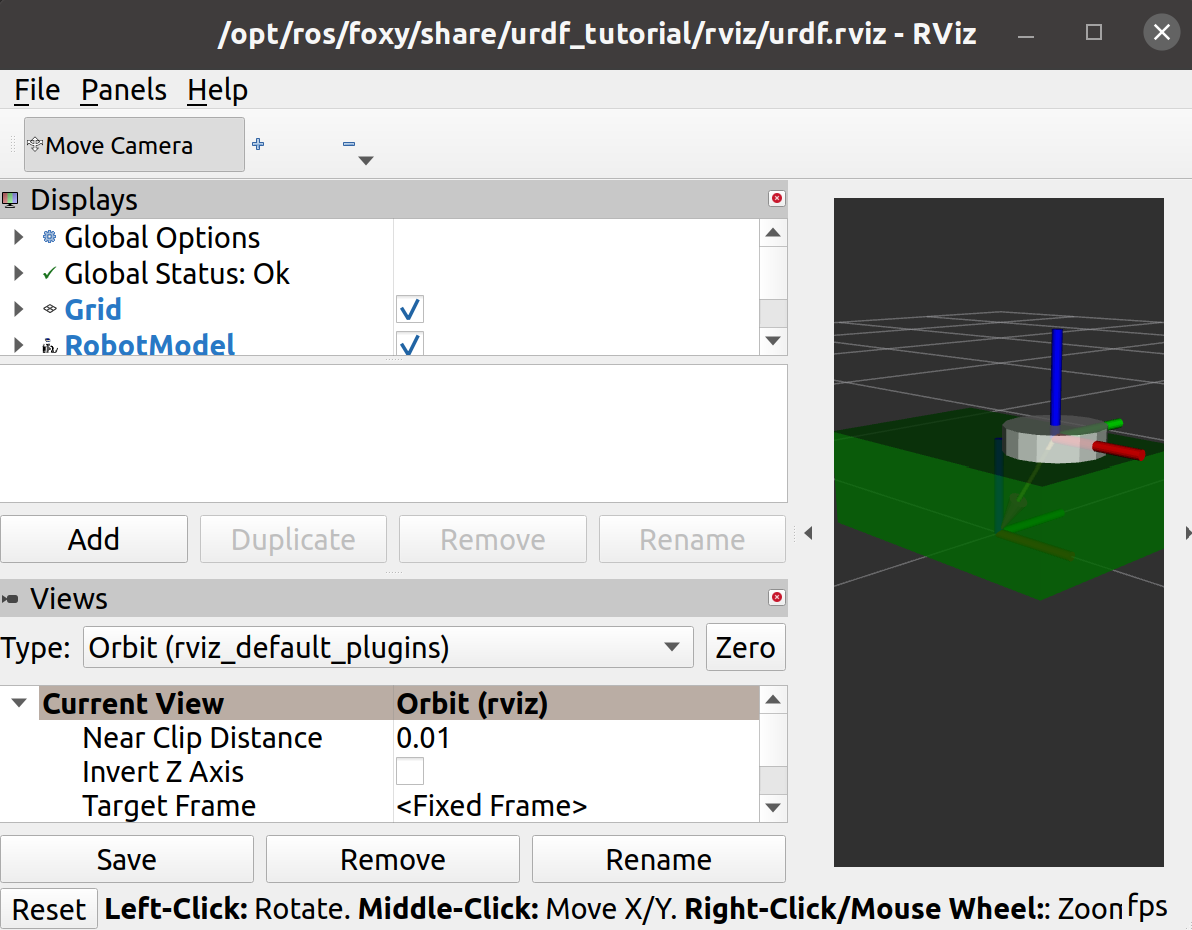 /opt/ros/foxy/share/urdf_tutorial/rviz/urdf.rviz - RViz
File Panels Help
Move Camera
Displays
Global Options
Global Status: Ok
Grid
RobotModel
Add Duplicate Remove Rename
Views
Type: Orbit (rviz_default_plugins) Zero
Current View Orbit (rviz)
Near Clip Distance 0.01
Invert Z Axis
Target Frame <Fixed Frame>
Save Remove Rename
Reset Left-Click: Rotate. Middle-Click: Move X/Y. Right-Click/Mouse Wheel:: Zoom fps